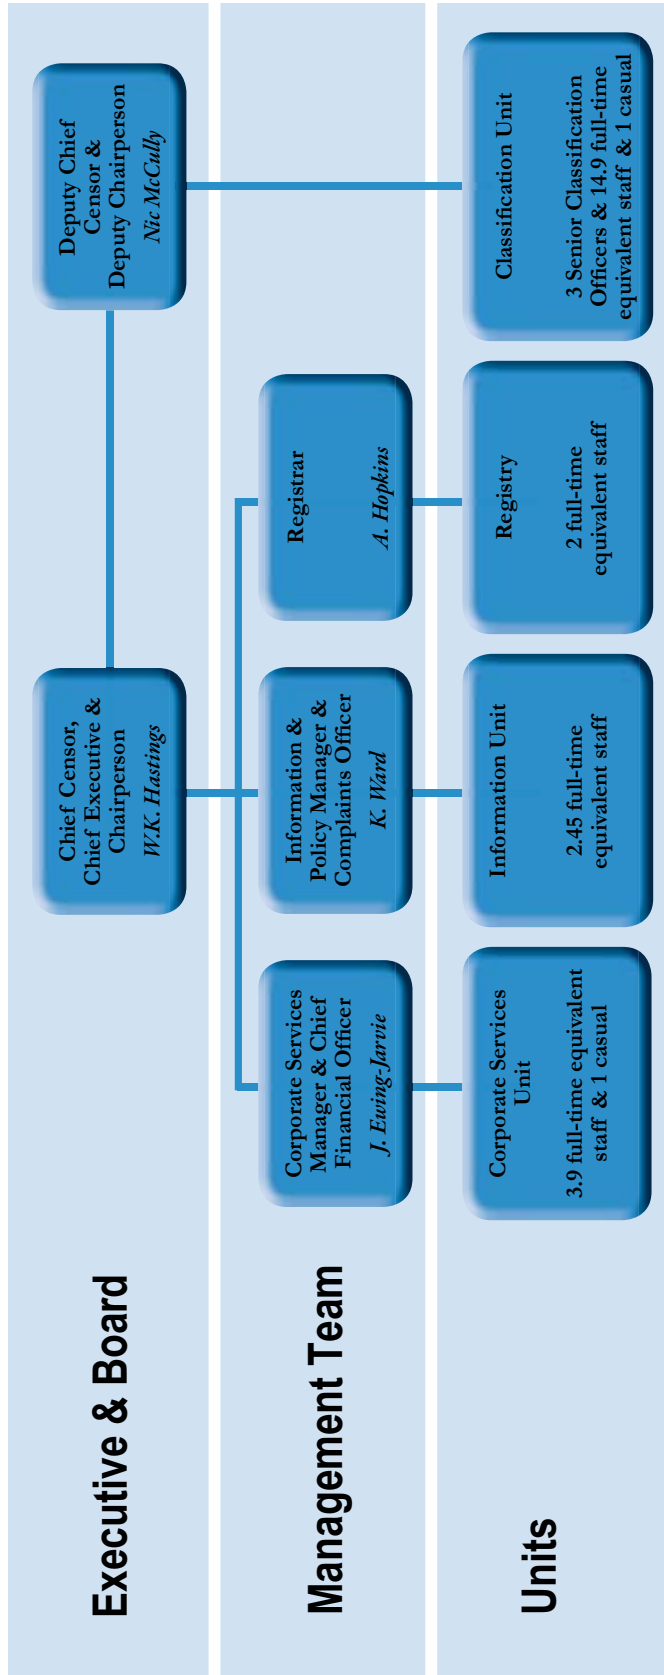 Executive & Board
Chief Censor,
Chief Executive &
Chairperson
W.K. Hastings
Deputy Chief
Censor &
Deputy Chairperson
Nic McCully
Management Team
Corporate Services
Manager & Chief
Financial Officer
J. Ewing-Jarvie
Information &
Policy Manager &
Complaints Officer
K. Ward
Registrar
A. Hopkins
Units
Corporate Services
Unit
3.9 full-time equivalent
staff & 1 casual
Information Unit
2.45 full-time
equivalent staff
Registry
2 full-time
equivalent staff
Classification Unit
3 Senior Classification
Officers & 14.9 full-time
equivalent staff & 1 casual